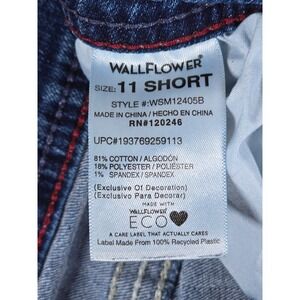 WALLFLOWER
SIZE: 11 SHORT
STYLE #:WSM12405B
MADE IN CHINA / HECHO EN CHINA
RN#120246
UPC#193769259113
81% COTTON / ALGODÓN
18% POLYESTER / POLIÉSTER
1% SPANDEX / SPANDEX
(Exclusive Of Decoration)
(Exclusivo Para Decorar)
MADE WITH
WALLFLOWER
ECO
A CARE LABEL THAT ACTUALLY CARES
Label Made From 100% Recycled Plastic